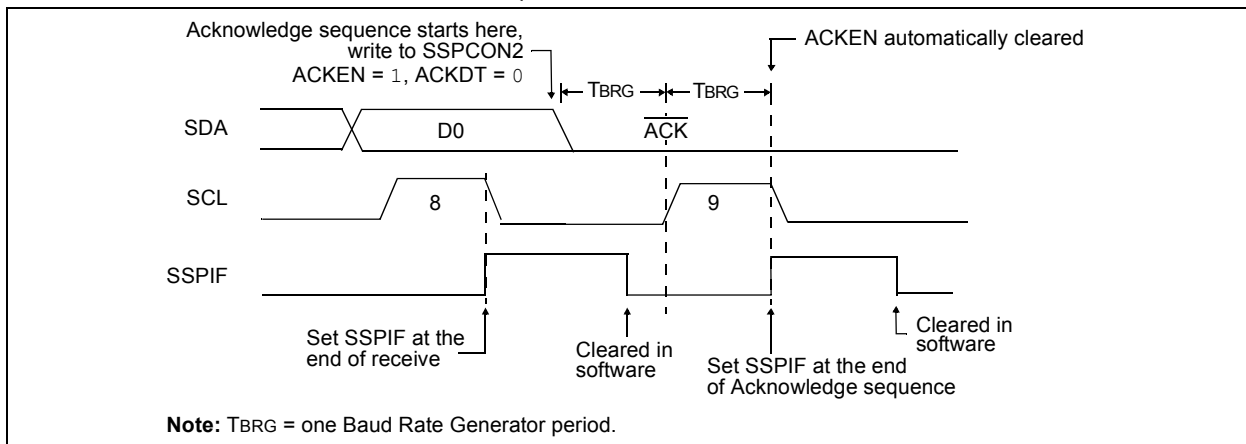 Acknowledge sequence starts here,
write to SSPCON2
ACKEN = 1, ACKDT = 0
ACKEN automatically cleared
TBRG
TBRG
SDA
D0
ACK
SCL
8
9
SSPIF
Set SSPIF at the
end of receive
Cleared in
software
Set SSPIF at the end
of Acknowledge sequence
Cleared in
software
Note: TBRG = one Baud Rate Generator period.